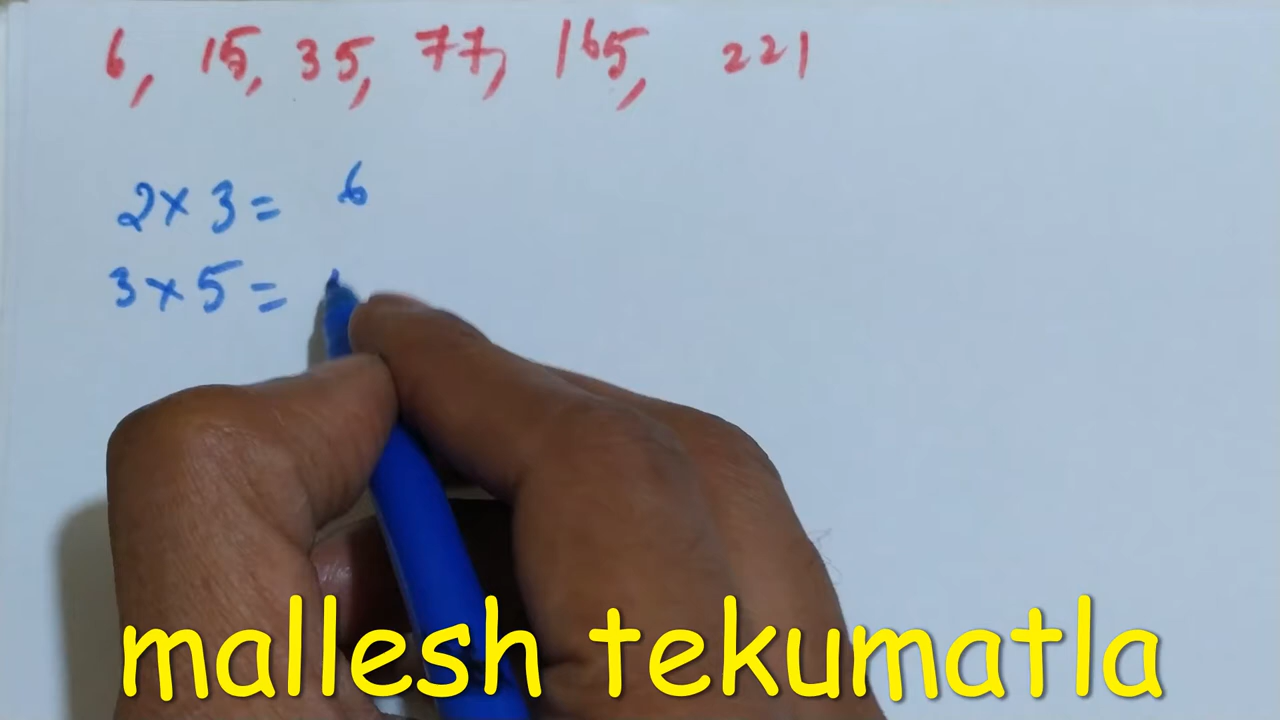 6, 15, 35, 77, 165, 221
2×3= 6
3×5=
mallesh tekumatla